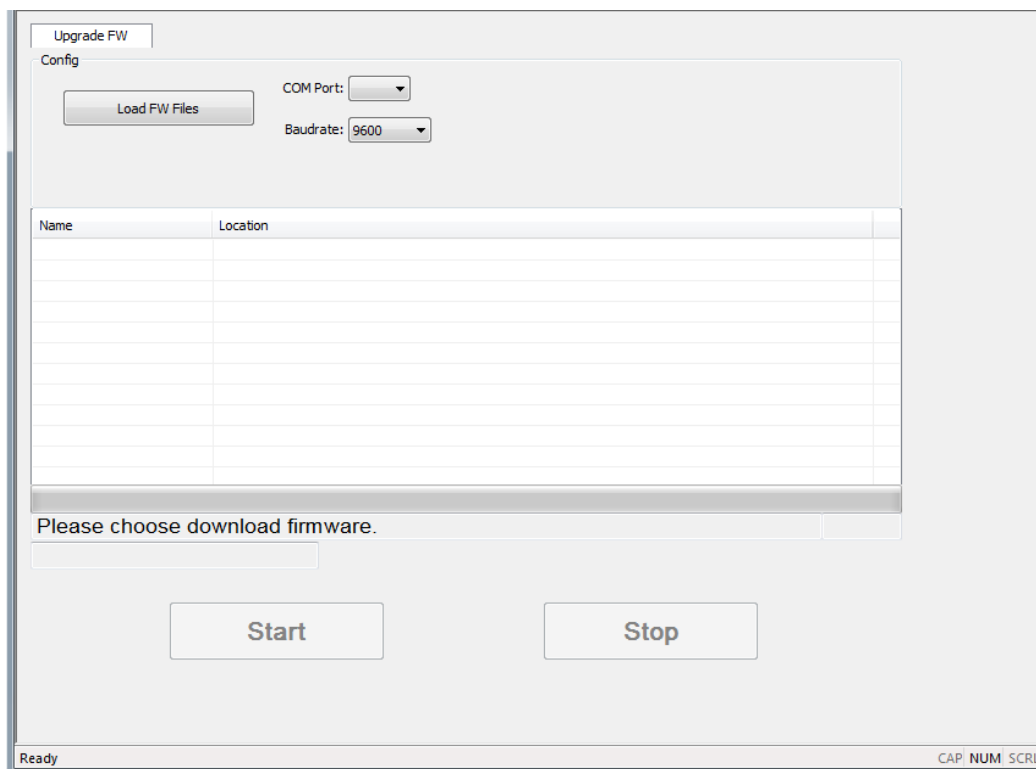 Upgrade FW
Config
COM Port:
Load FW Files
Baudrate: 9600
Name Location
Please choose download firmware.
Start Stop
Ready CAP NUM SCRI